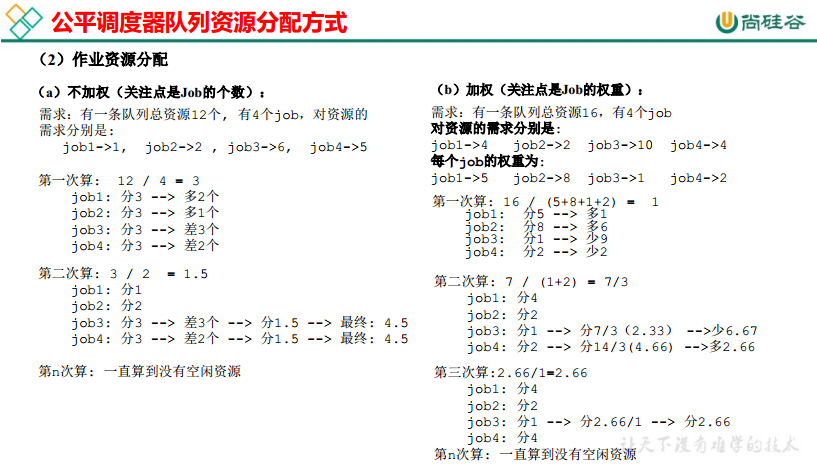 公平调度器队列资源分配方式
尚硅谷
（2）作业资源分配
（a）不加权（关注点是Job的个数）：
需求：有一条队列总资源12个, 有4个job，对资源的
需求分别是:
job1->1, job2->2 , job3->6, job4->5
第一次算: 12 / 4 = 3
job1: 分3 --> 多2个
job2: 分3 --> 多1个
job3: 分3 --> 差3个
job4: 分3 --> 差2个
第二次算: 3 / 2 = 1.5
job1: 分1
job2: 分2
job3: 分3 --> 差3个 --> 分1.5 --> 最终: 4.5
job4: 分3 --> 差2个 --> 分1.5 --> 最终: 4.5
第n次算: 一直算到没有空闲资源
（b）加权（关注点是Job的权重）：
需求：有一条队列总资源16，有4个job
对资源的需求分别是:
job1->4 job2->2 job3->10 job4->4
每个job的权重为:
job1->5 job2->8 job3->1 job4->2
第一次算: 16 / (5+8+1+2) = 1
job1: 分5 --> 多1
job2: 分8 --> 多6
job3: 分1 --> 少9
job4: 分2 --> 少2
第二次算: 7 / (1+2) = 7/3
job1: 分4
job2: 分2
job3: 分1 --> 分7/3（2.33） -->少6.67
job4: 分2 --> 分14/3(4.66) -->多2.66
第三次算:2.66/1=2.66
job1: 分4
job2: 分2
job3: 分1 --> 分2.66/1 --> 分2.66
job4: 分4
第n次算: 一直算到没有空闲资源
让天下没有难学的技术